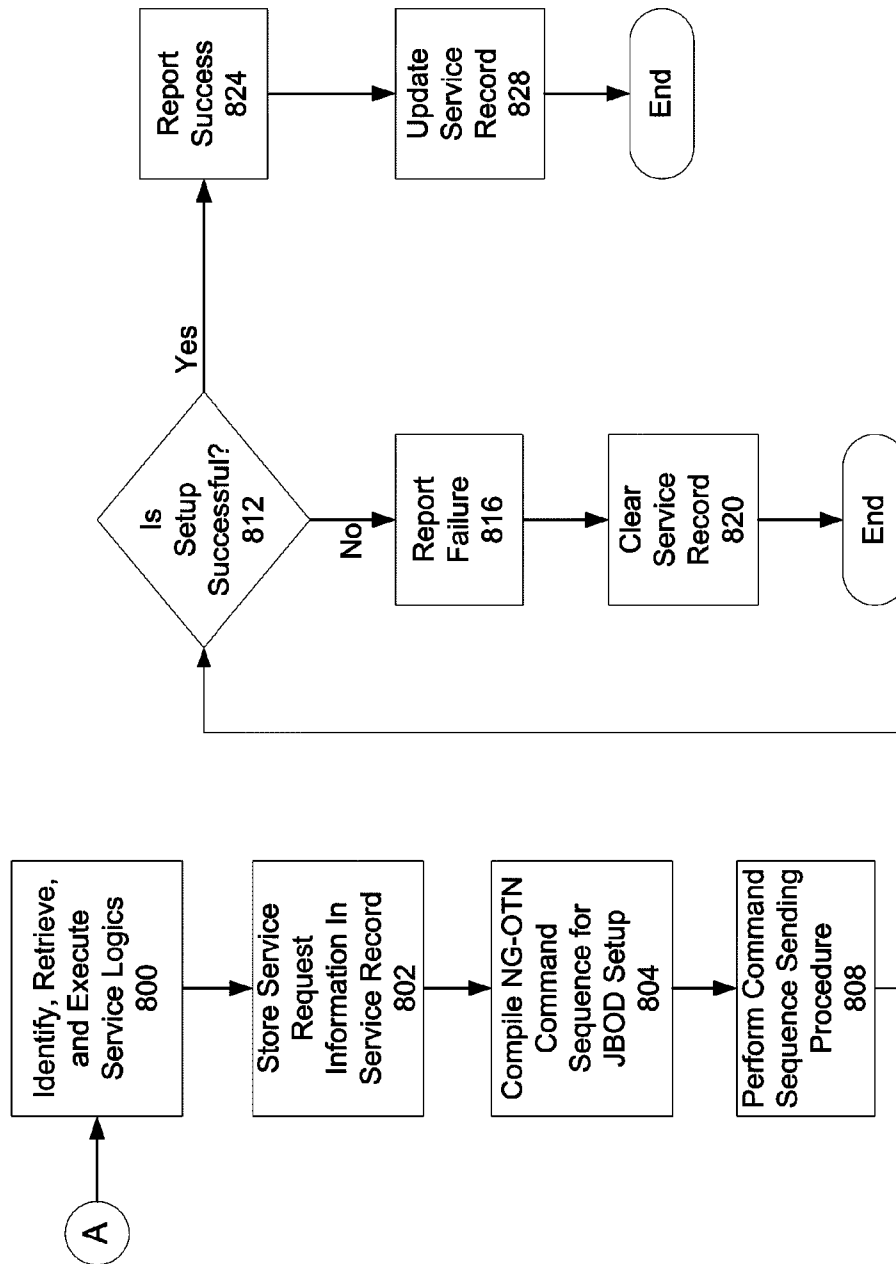 A
Identify, Retrieve,
and Execute
Service Logics
800
Store Service
Request
Information In
Service Record
802
Compile NG-OTN
Command
Sequence for
JBOD Setup
804
Perform Command
Sequence Sending
Procedure
808
Is
Setup
Successful?
812
Yes
No
Report
Success
824
Update
Service
Record
828
End
Report
Failure
816
Clear
Service
Record
820
End